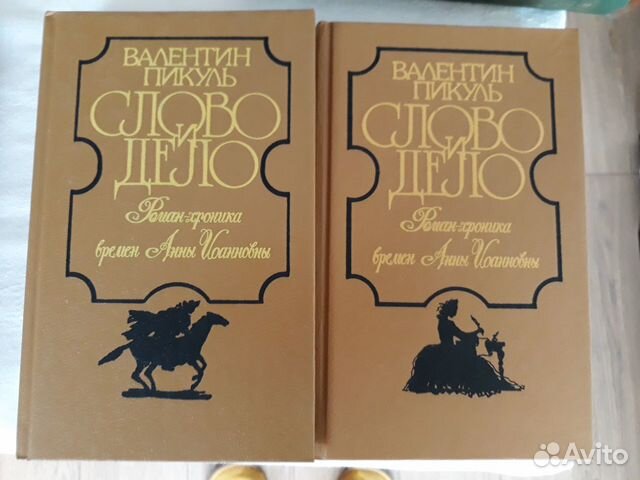 ВАЛЕНТИН
ПИКУЛЬ
СЛОВО
И
ДЕЛО
Роман-хроника
времен Анны Иоанновны
ВАЛЕНТИН
ПИКУЛЬ
СЛОВО
И
ДЕЛО
Роман-хроника
времен Анны Иоанновны
Avito